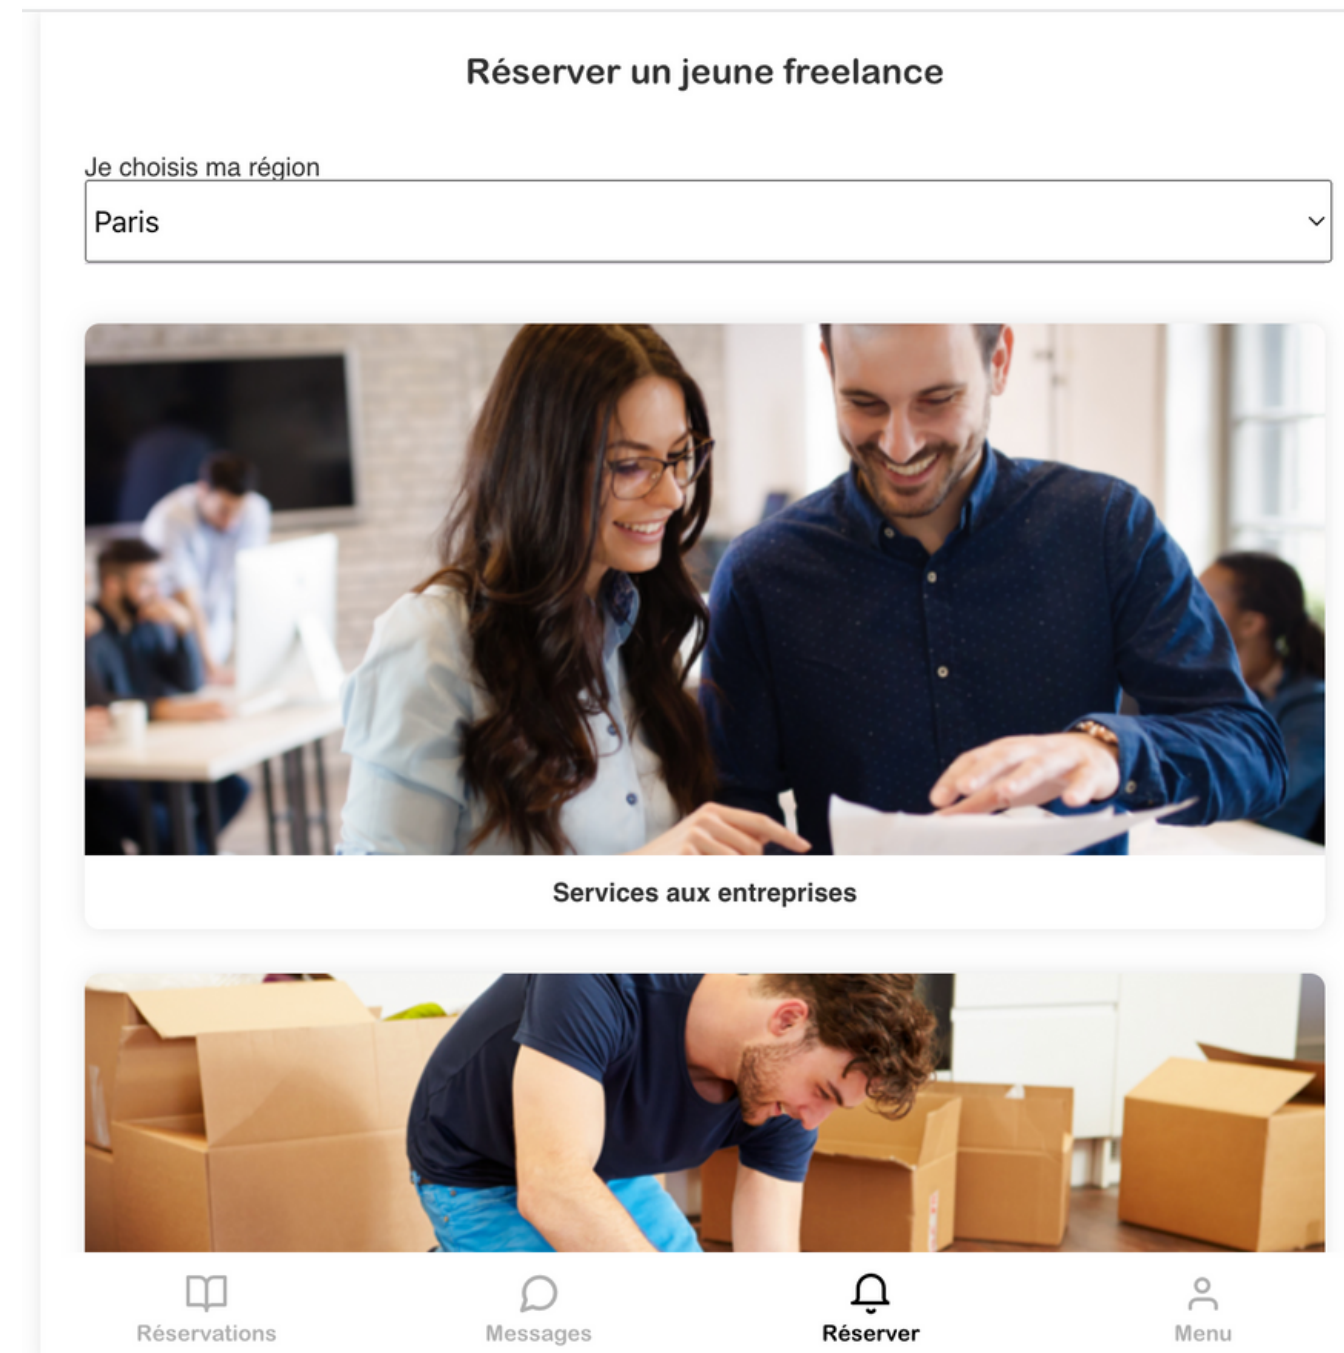 Réserver un jeune freelance
Je choisis ma région
Paris
Services aux entreprises
Réservations
Messages
Réserver
Menu